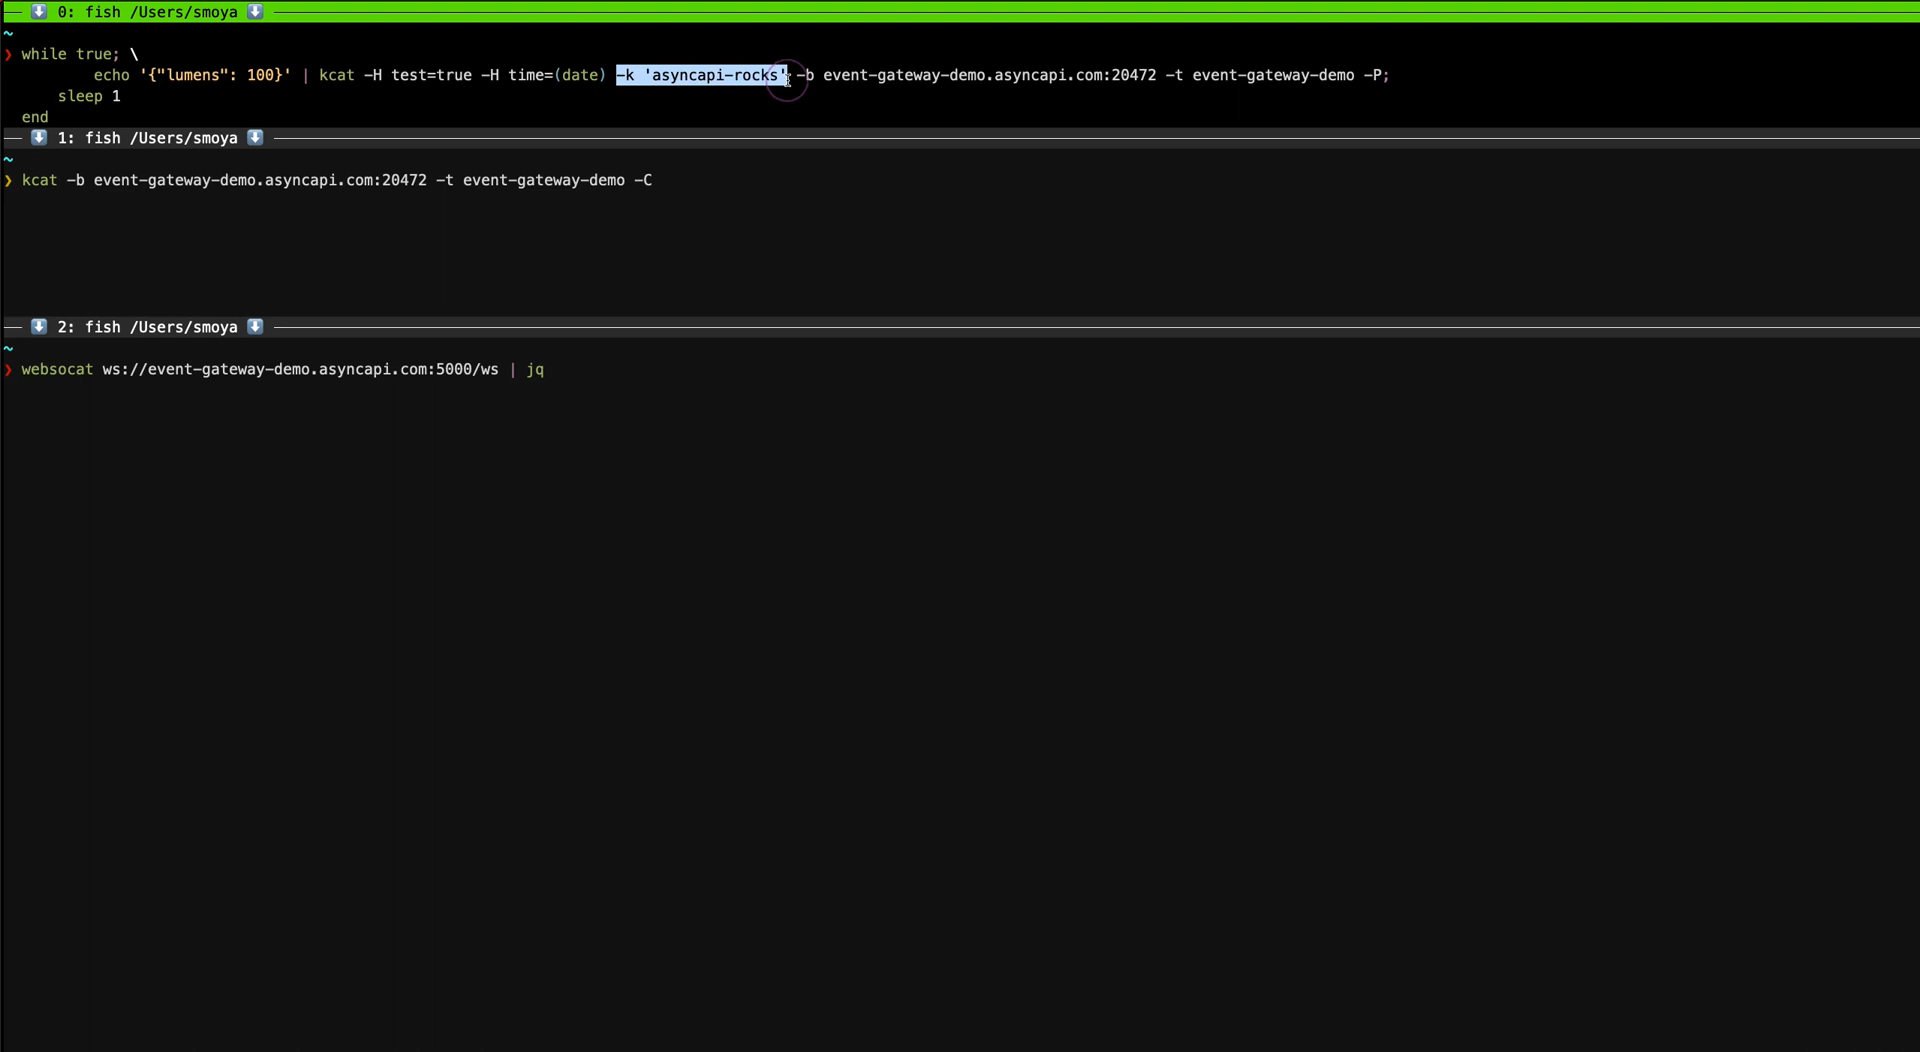 ⬇️ 0: fish /Users/smoya ⬇️
~
❯ while true; \
echo '{"lumens": 100}' | kcat -H test=true -H time=(date) -k 'asyncapi-rocks' -b event-gateway-demo.asyncapi.com:20472 -t event-gateway-demo -P;
sleep 1
end
⬇️ 1: fish /Users/smoya ⬇️
~
❯ kcat -b event-gateway-demo.asyncapi.com:20472 -t event-gateway-demo -C
⬇️ 2: fish /Users/smoya ⬇️
~
❯ websocat ws://event-gateway-demo.asyncapi.com:5000/ws | jq